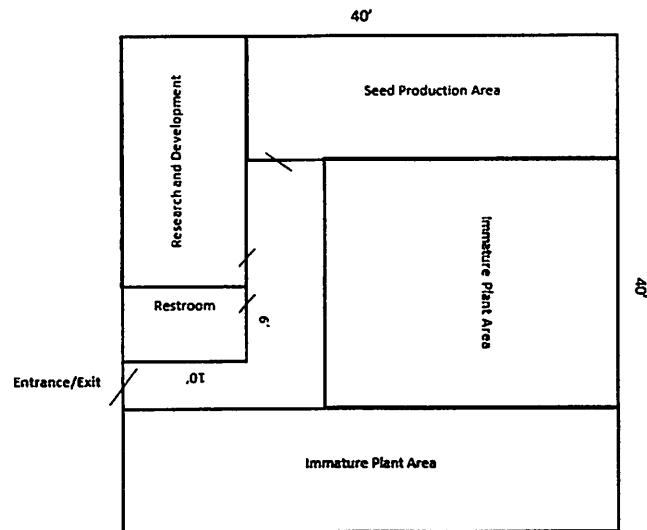 40'
Seed Production Area
Research and Development
Immature Plant Area
40'
Restroom
6'
10'
Entrance/Exit
Immature Plant Area